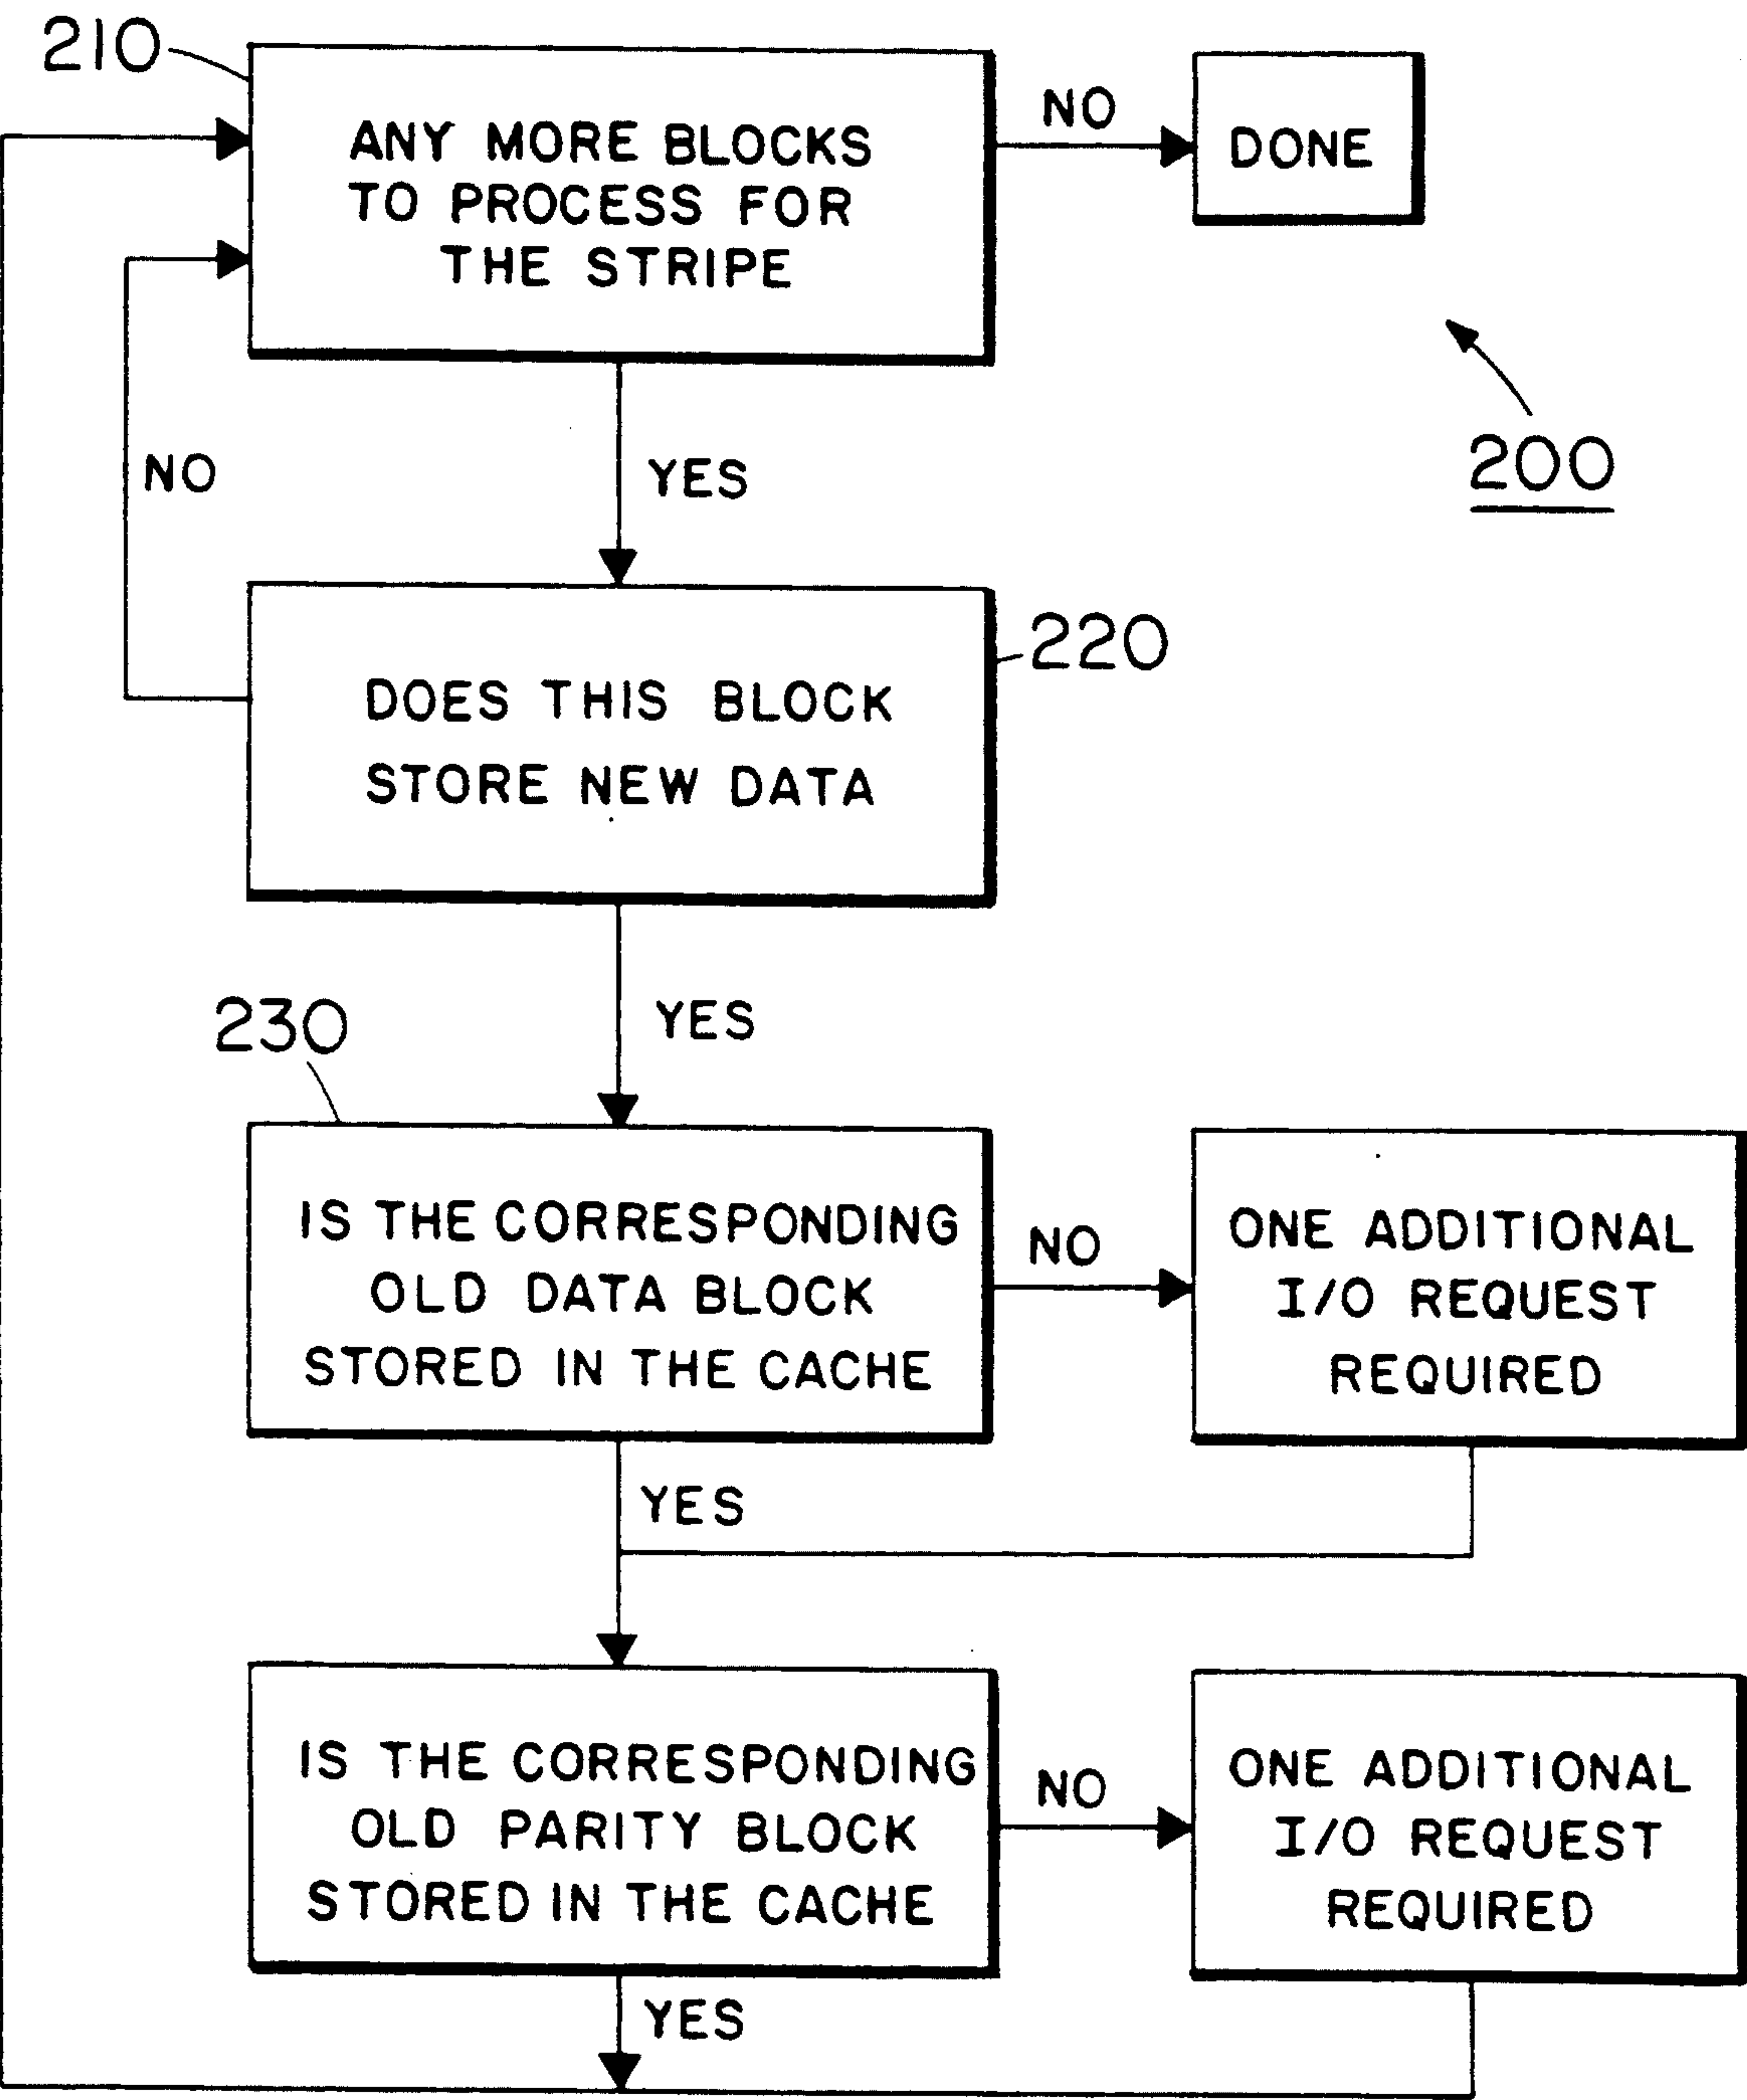 210
ANY MORE BLOCKS
TO PROCESS FOR
THE STRIPE
NO
DONE
200
NO
YES
220
DOES THIS BLOCK
STORE NEW DATA
YES
230
IS THE CORRESPONDING
OLD DATA BLOCK
STORED IN THE CACHE
NO
ONE ADDITIONAL
I/O REQUEST
REQUIRED
YES
IS THE CORRESPONDING
OLD PARITY BLOCK
STORED IN THE CACHE
NO
ONE ADDITIONAL
I/O REQUEST
REQUIRED
YES